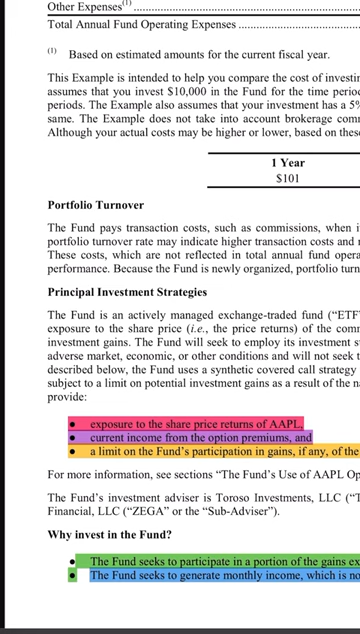 Other Expenses(1)
Total Annual Fund Operating Expenses
(1) Based on estimated amounts for the current fiscal year.
This Example is intended to help you compare the cost of
assumes that you invest $10,000 in the Fund for the time
periods. The Example also assumes that your investment has a
same. The Example does not take into account brokerage
Although your actual costs may be higher or lower, based on
1 Year
$101
Portfolio Turnover
The Fund pays transaction costs, such as commissions, when
portfolio turnover rate may indicate higher transaction costs and
These costs, which are not reflected in total annual fund
performance. Because the Fund is newly organized, portfolio
Principal Investment Strategies
The Fund is an actively managed exchange-traded fund (“ETF
exposure to the share price (i.e., the price returns) of the
investment gains. The Fund will seek to employ its investment
adverse market, economic, or other conditions and will not seek
described below, the Fund uses a synthetic covered call strategy
subject to a limit on potential investment gains as a result of the
provide:
• exposure to the share price returns of AAPL,
• current income from the option premiums, and
• a limit on the Fund’s participation in gains, if any, of the
For more information, see sections “The Fund’s Use of AAPL
The Fund’s investment adviser is Toroso Investments, LLC
Financial, LLC (“ZEGA” or the “Sub-Adviser”).
Why invest in the Fund?
• The Fund seeks to participate in a portion of the gains
• The Fund seeks to generate monthly income, which is